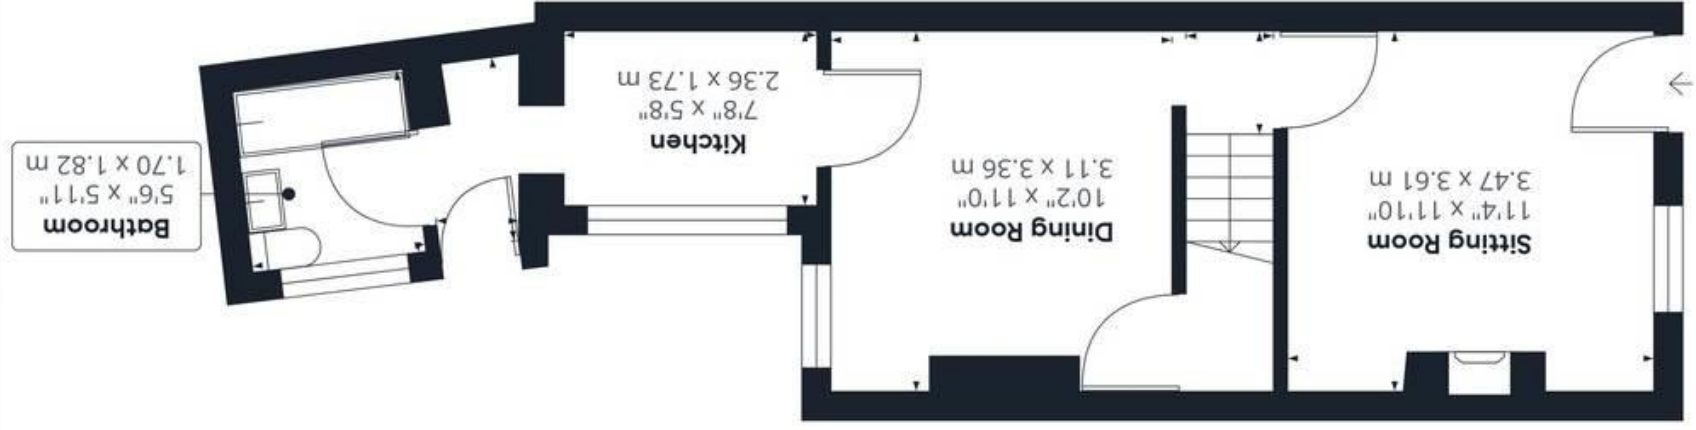 Sitting Room
11'4" x 11'10"
3.47 x 3.61 m
Dining Room
10'2" x 11'0"
3.11 x 3.36 m
Kitchen
7'8" x 5'8"
2.36 x 1.73 m
Bathroom
5'6" x 5'11"
1.70 x 1.82 m